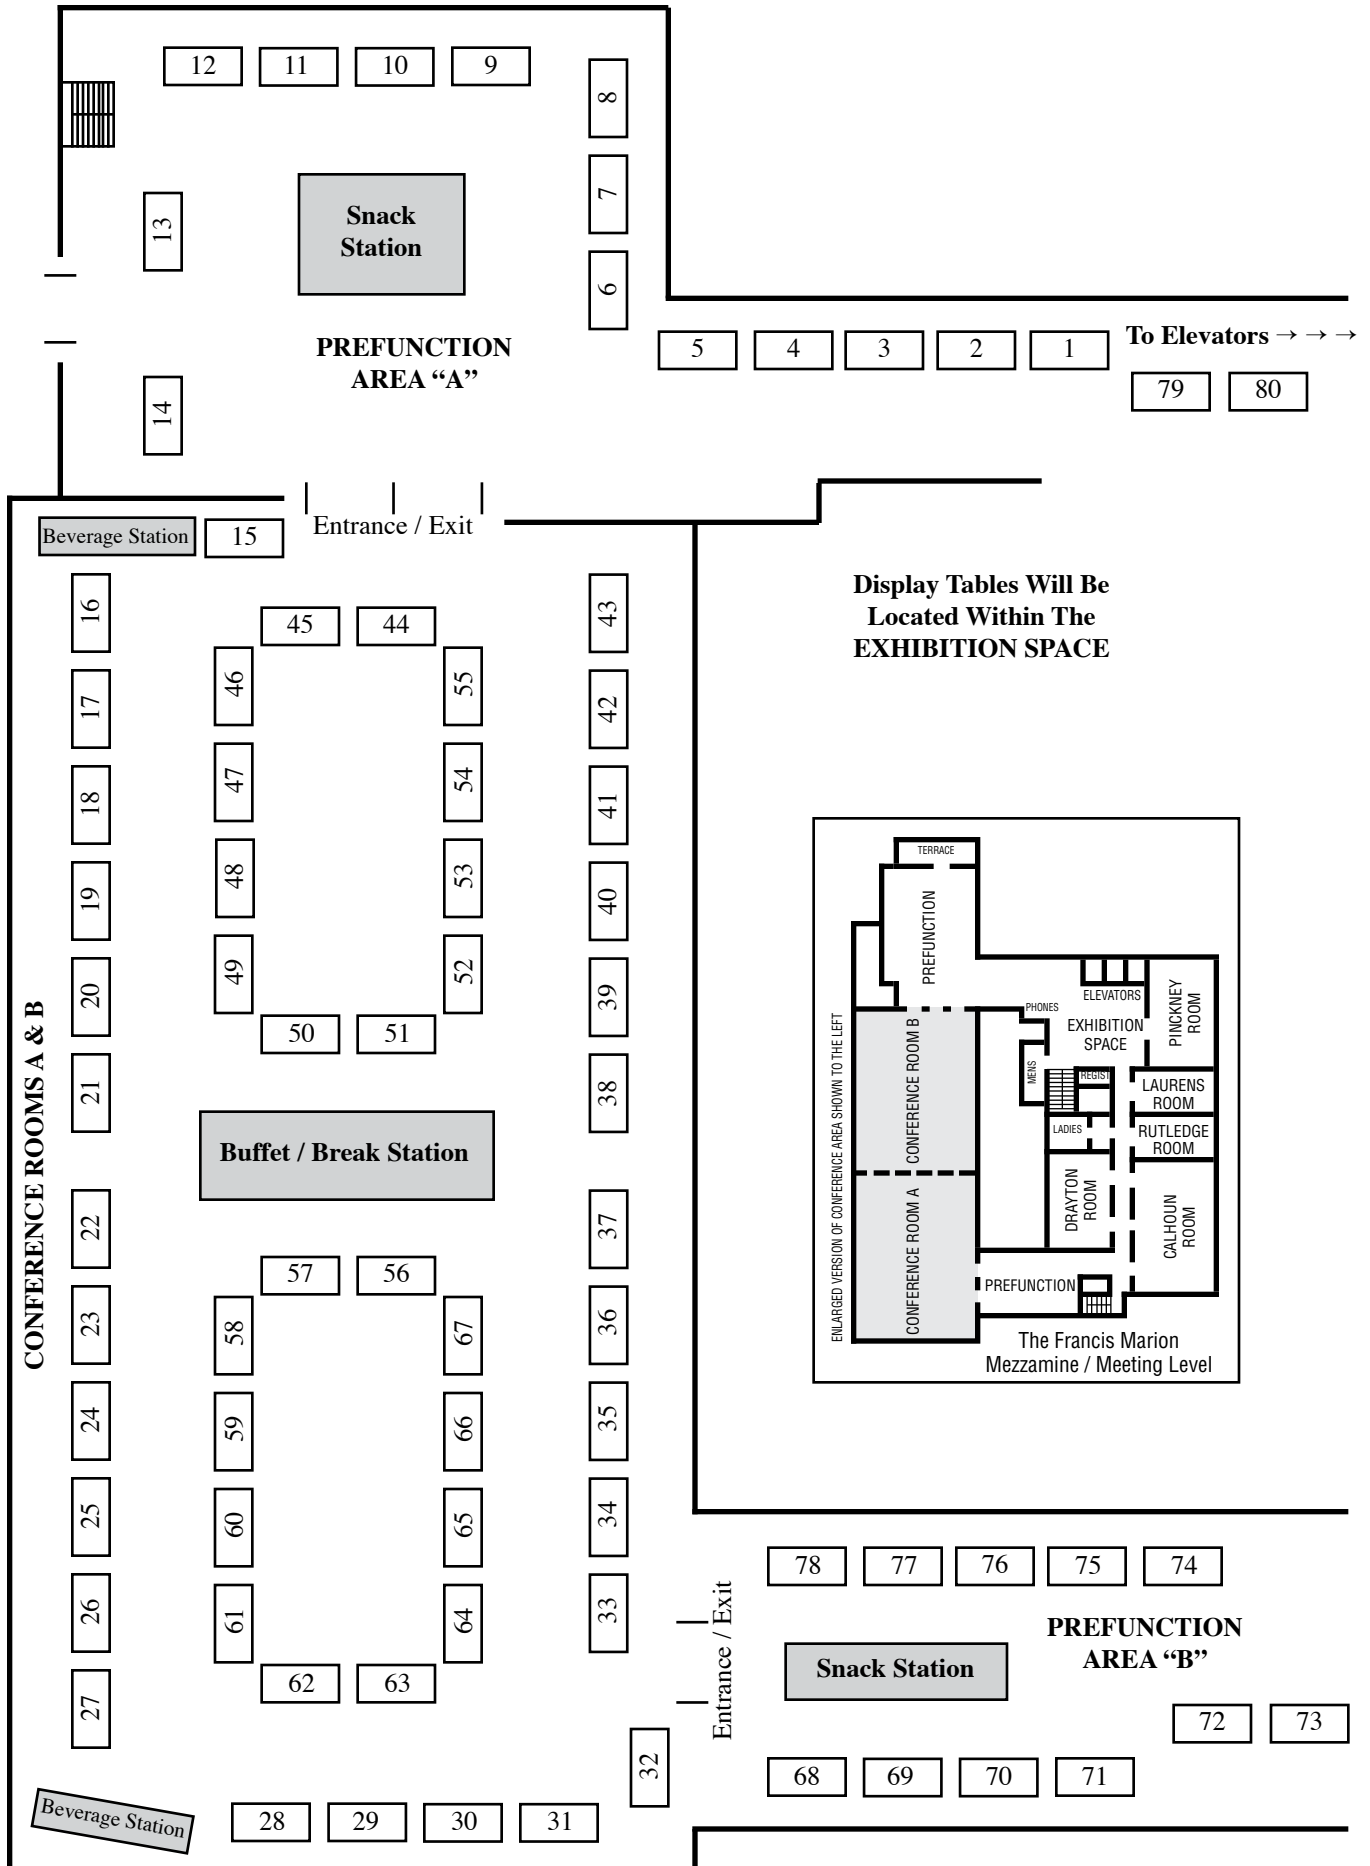 12 11 10 9
8
7
6
13
Snack
Station
PREFUNCTION
AREA “A”
14
5 4 3 2 1
To Elevators → → →
79 80
Beverage Station
15
Entrance / Exit
Display Tables Will Be
Located Within The
EXHIBITION SPACE
CONFERENCE ROOMS A & B
16
17
18
19
20
21
22
23
24
25
26
27
45 44
46
47
48
49
50 51
55
54
53
52
43
42
41
40
39
38
37
36
35
34
33
Buffet / Break Station
57 56
58
59
60
61
62 63
67
66
65
64
32
Beverage Station
28 29 30 31
TERRACE
PREFUNCTION
ELEVATORS
PHONES
EXHIBITION
SPACE
PINCKNEY
ROOM
MENS
REGIST
LAURENS
ROOM
LADIES
RUTLEDGE
ROOM
DRAYTON
ROOM
CALHOUN
ROOM
CONFERENCE ROOM B
CONFERENCE ROOM A
PREFUNCTION
ENLARGED VERSION OF CONFERENCE AREA SHOWN TO THE LEFT
The Francis Marion
Mezzamine / Meeting Level
78 77 76 75 74
Entrance / Exit
PREFUNCTION
AREA “B”
Snack Station
72 73
68 69 70 71